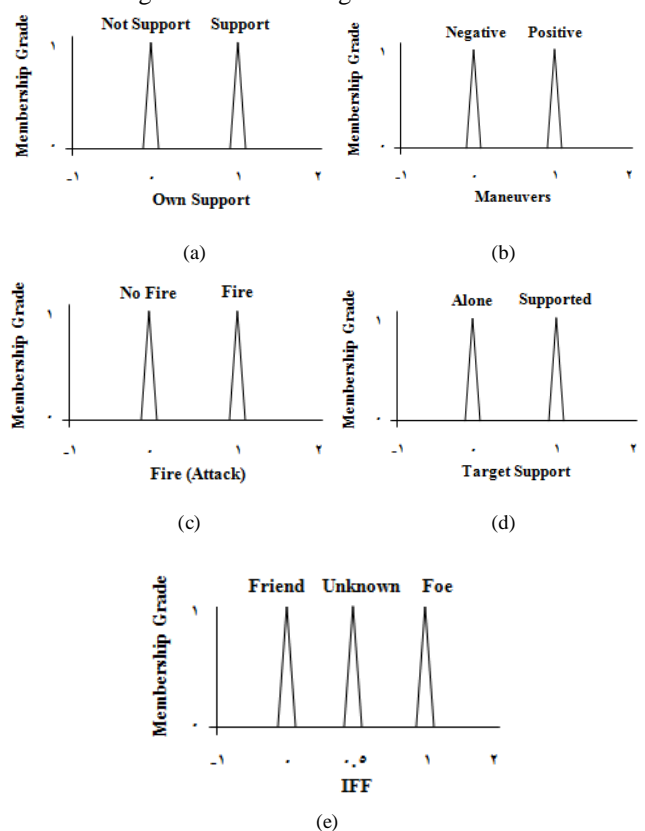 Not Support Support
Membership Grade
١
٠
-١ ٠ ١ ٢
Own Support
(a)
Negative Positive
Membership Grade
١
٠
-١ ٠ ١ ٢
Maneuvers
(b)
No Fire Fire
Membership Grade
١
٠
-١ ٠ ١ ٢
Fire (Attack)
(c)
Alone Supported
Membership Grade
١
٠
-١ ٠ ١ ٢
Target Support
(d)
Friend Unknown Foe
Membership Grade
١
٠
-١ ٠ ٠.٥ ١ ٢
IFF
(e)